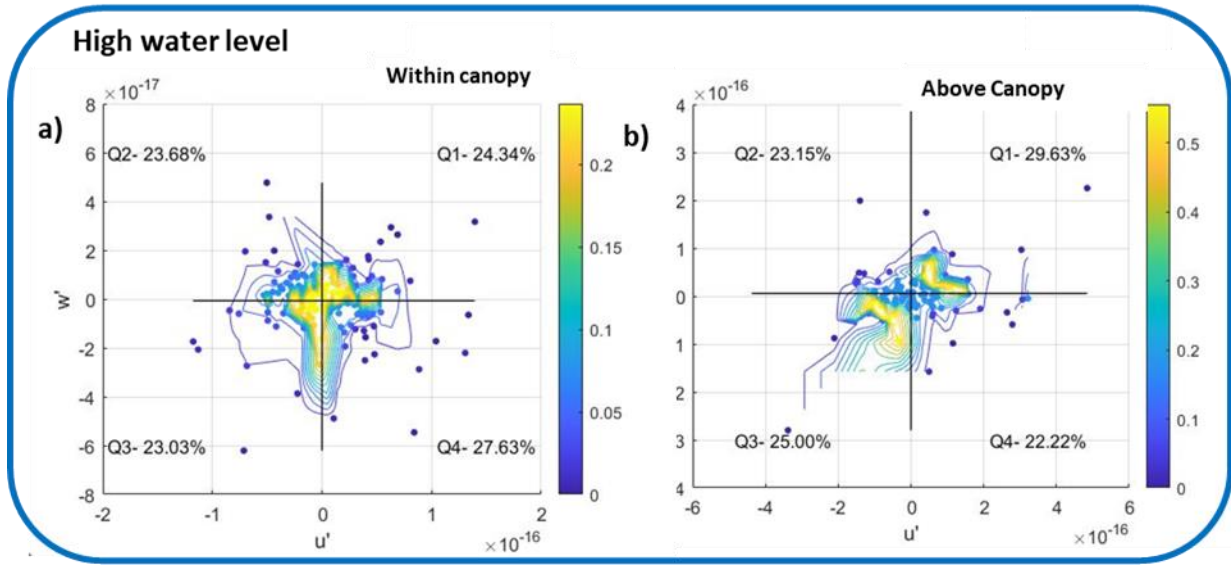 High water level
Within canopy
Above Canopy
a)
×10⁻¹⁷
8
6
4
2
0
-2
-4
-6
-8
w'
Q2- 23.68%
Q1- 24.34%
Q3- 23.03%
Q4- 27.63%
-2
-1
0
1
2
×10⁻¹⁶
u'
0.2
0.15
0.1
0.05
0
b)
×10⁻¹⁶
4
3
2
1
0
1
2
3
4
Q2- 23.15%
Q1- 29.63%
Q3- 25.00%
Q4- 22.22%
-6
-4
-2
0
2
4
6
×10⁻¹⁶
u'
0.5
0.4
0.3
0.2
0.1
0